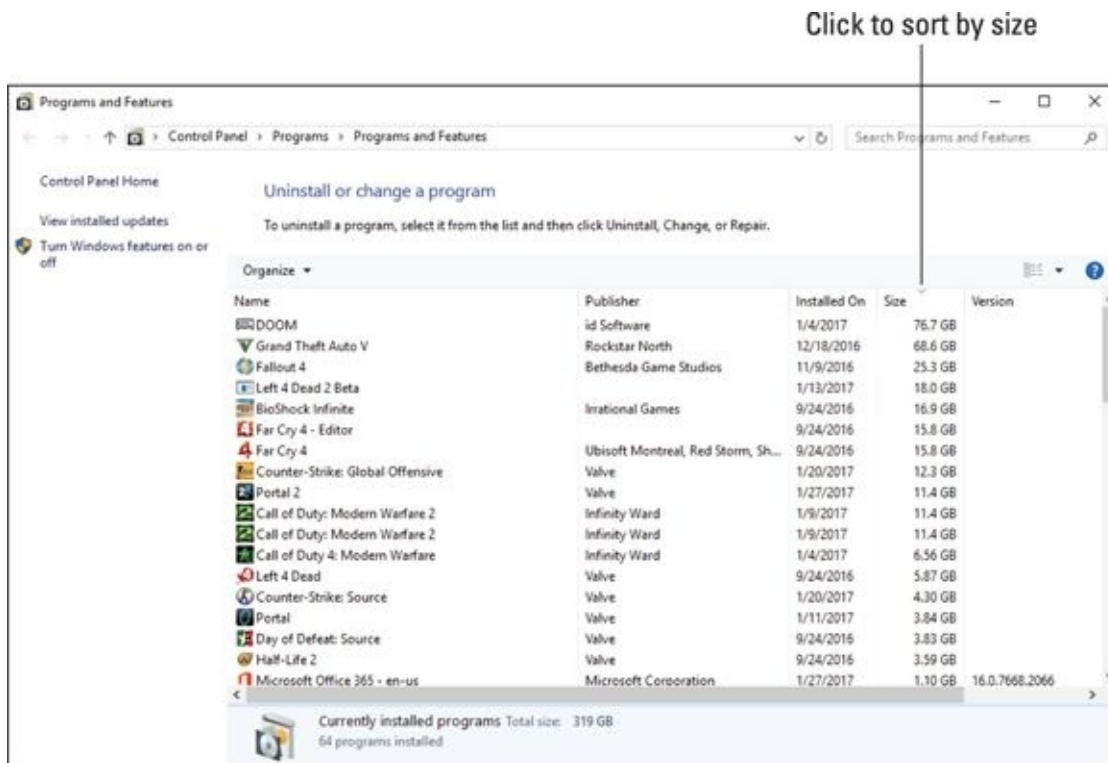 Click to sort by size
Programs and Features
Control Panel > Programs > Programs and Features
Search Programs and Features
Control Panel Home
View installed updates
Turn Windows features on or
off
Uninstall or change a program
To uninstall a program, select it from the list and then click Uninstall, Change, or Repair.
Organize
Name Publisher Installed On Size Version
DOOM id Software 1/4/2017 76.7 GB
Grand Theft Auto V Rockstar North 12/18/2016 68.6 GB
Fallout 4 Bethesda Game Studios 11/9/2016 25.3 GB
Left 4 Dead 2 Beta 1/13/2017 18.0 GB
BioShock Infinite Irrational Games 9/24/2016 16.9 GB
Far Cry 4 - Editor 9/24/2016 15.8 GB
Far Cry 4 Ubisoft Montreal, Red Storm, Sh... 9/24/2016 15.8 GB
Counter-Strike: Global Offensive Valve 1/20/2017 12.3 GB
Portal 2 Valve 1/27/2017 11.4 GB
Call of Duty: Modern Warfare 2 Infinity Ward 1/9/2017 11.4 GB
Call of Duty: Modern Warfare 2 Infinity Ward 1/9/2017 11.4 GB
Call of Duty 4: Modern Warfare Infinity Ward 1/4/2017 6.56 GB
Left 4 Dead Valve 9/24/2016 5.87 GB
Counter-Strike: Source Valve 1/20/2017 4.30 GB
Portal Valve 1/11/2017 3.84 GB
Day of Defeat: Source Valve 9/24/2016 3.83 GB
Half-Life 2 Valve 9/24/2016 3.59 GB
Microsoft Office 365 - en-us Microsoft Corporation 1/27/2017 1.10 GB 16.0.7668.2066
Currently installed programs Total size: 319 GB
64 programs installed